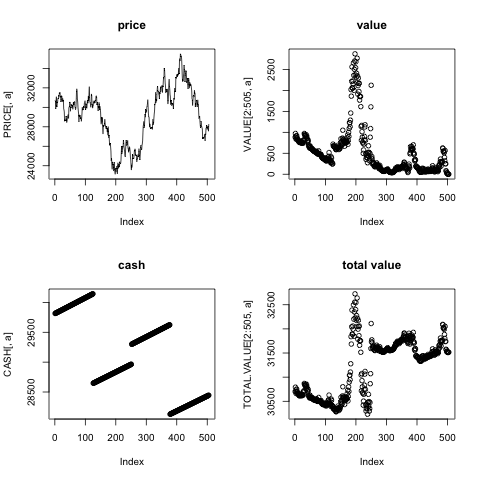 price
PRICE[, a]
24000 28000 32000
0 100 200 300 400 500
Index
value
VALUE[2:505, a]
0 500 1500 2500
0 100 200 300 400 500
Index
cash
CASH[, a]
28500 29500
0 100 200 300 400 500
Index
total value
TOTAL.VALUE[2:505, a]
30500 31500 32500
0 100 200 300 400 500
Index